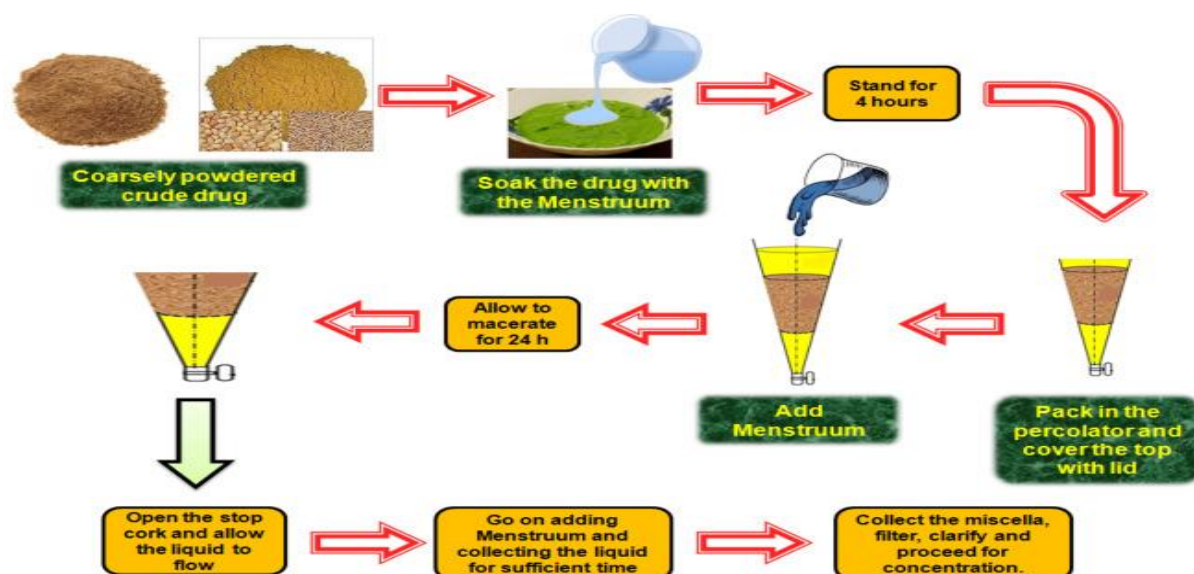 Coarsely powdered
crude drug
Soak the drug with
the Menstruum
Stand for
4 hours
Pack in the
percolator and
cover the top
with lid
Add
Menstruum
Allow to
macerate
for 24 h
Open the stop
cork and allow
the liquid to
flow
Go on adding
Menstruum and
collecting the liquid
for sufficient time
Collect the miscella,
filter, clarify and
proceed for
concentration.